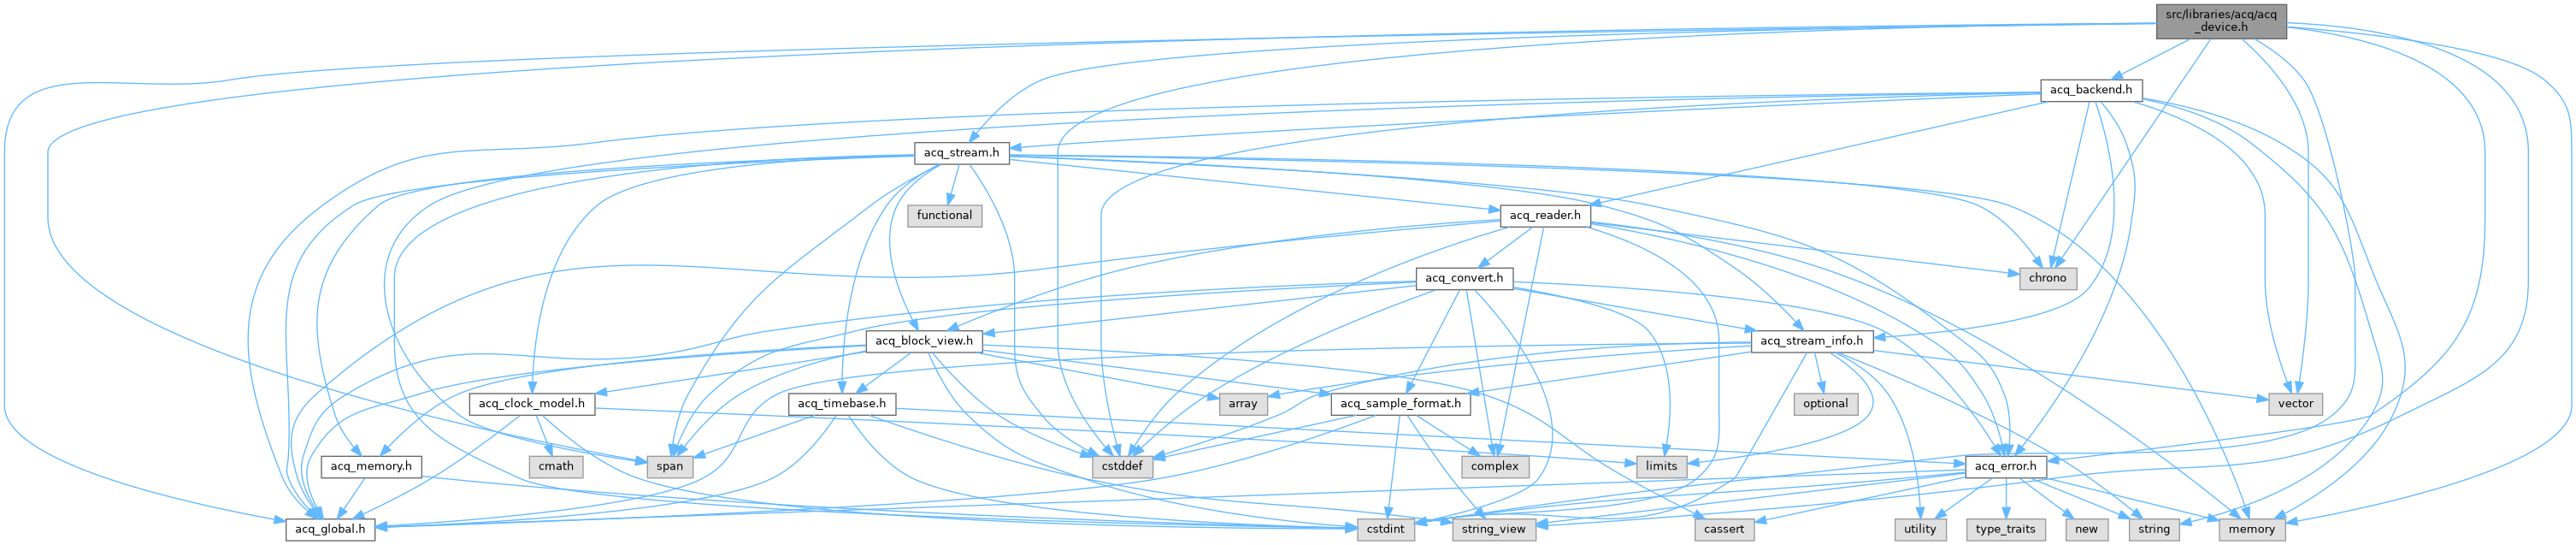 src/libraries/acq/acq
_device.h
acq_backend.h
acq_stream.h
functional
acq_reader.h
acq_convert.h
chrono
acq_block_view.h
acq_stream_info.h
acq_clock_model.h
acq_timebase.h
array
acq_sample_format.h
optional
vector
acq_memory.h
cmath
span
cstddef
complex
limits
acq_error.h
acq_global.h
cstdint
string_view
cassert
utility
type_traits
new
string
memory